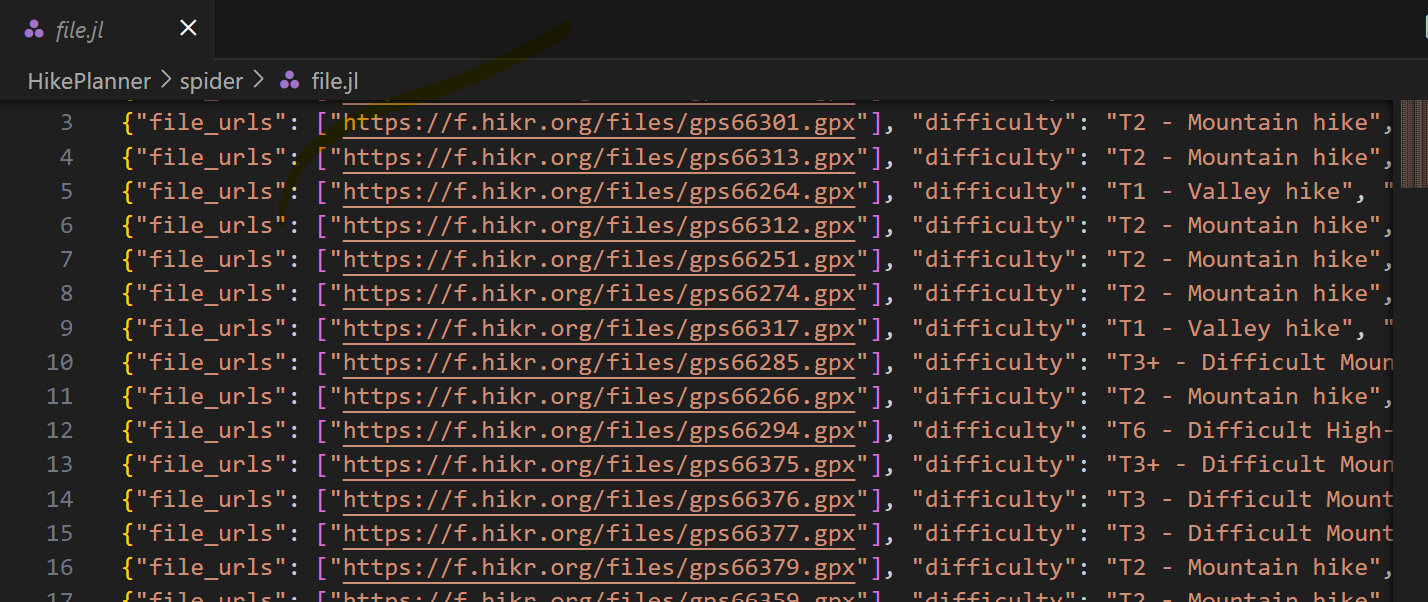 file.jl
HikePlanner > spider > file.jl
3 {"file_urls": ["https://f.hikr.org/files/gps66301.gpx"], "difficulty": "T2 - Mountain hike",
4 {"file_urls": ["https://f.hikr.org/files/gps66313.gpx"], "difficulty": "T2 - Mountain hike",
5 {"file_urls": ["https://f.hikr.org/files/gps66264.gpx"], "difficulty": "T1 - Valley hike", "
6 {"file_urls": ["https://f.hikr.org/files/gps66312.gpx"], "difficulty": "T2 - Mountain hike",
7 {"file_urls": ["https://f.hikr.org/files/gps66251.gpx"], "difficulty": "T2 - Mountain hike",
8 {"file_urls": ["https://f.hikr.org/files/gps66274.gpx"], "difficulty": "T2 - Mountain hike",
9 {"file_urls": ["https://f.hikr.org/files/gps66317.gpx"], "difficulty": "T1 - Valley hike", "
10 {"file_urls": ["https://f.hikr.org/files/gps66285.gpx"], "difficulty": "T3+ - Difficult Moun
11 {"file_urls": ["https://f.hikr.org/files/gps66266.gpx"], "difficulty": "T2 - Mountain hike",
12 {"file_urls": ["https://f.hikr.org/files/gps66294.gpx"], "difficulty": "T6 - Difficult High-
13 {"file_urls": ["https://f.hikr.org/files/gps66375.gpx"], "difficulty": "T3+ - Difficult Moun
14 {"file_urls": ["https://f.hikr.org/files/gps66376.gpx"], "difficulty": "T3 - Difficult Mount
15 {"file_urls": ["https://f.hikr.org/files/gps66377.gpx"], "difficulty": "T3 - Difficult Mount
16 {"file_urls": ["https://f.hikr.org/files/gps66379.gpx"], "difficulty": "T2 - Mountain hike",
17 {"file_urls": ["https://f.hikr.org/files/gps66359.gpx"], "difficulty": "T2 - Mountain hike",